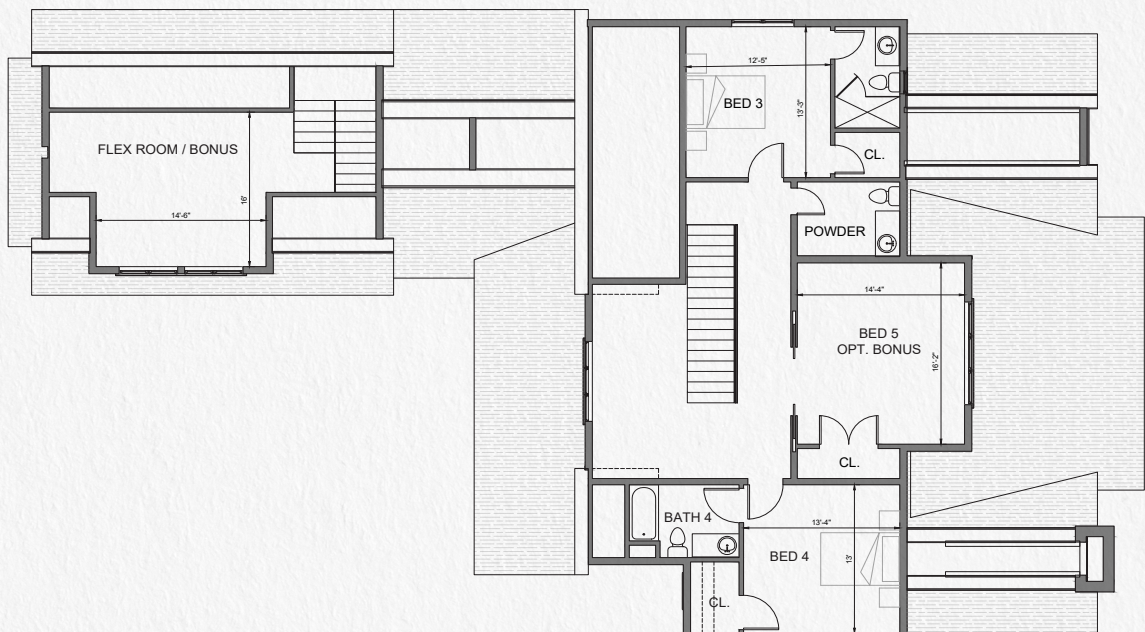 FLEX ROOM / BONUS
14'-6"
16'
12'-5"
BED 3
13'-3"
CL.
POWDER
14'-4"
BED 5
OPT. BONUS
16'-2"
CL.
BATH 4
13'-4"
BED 4
13'
CL.